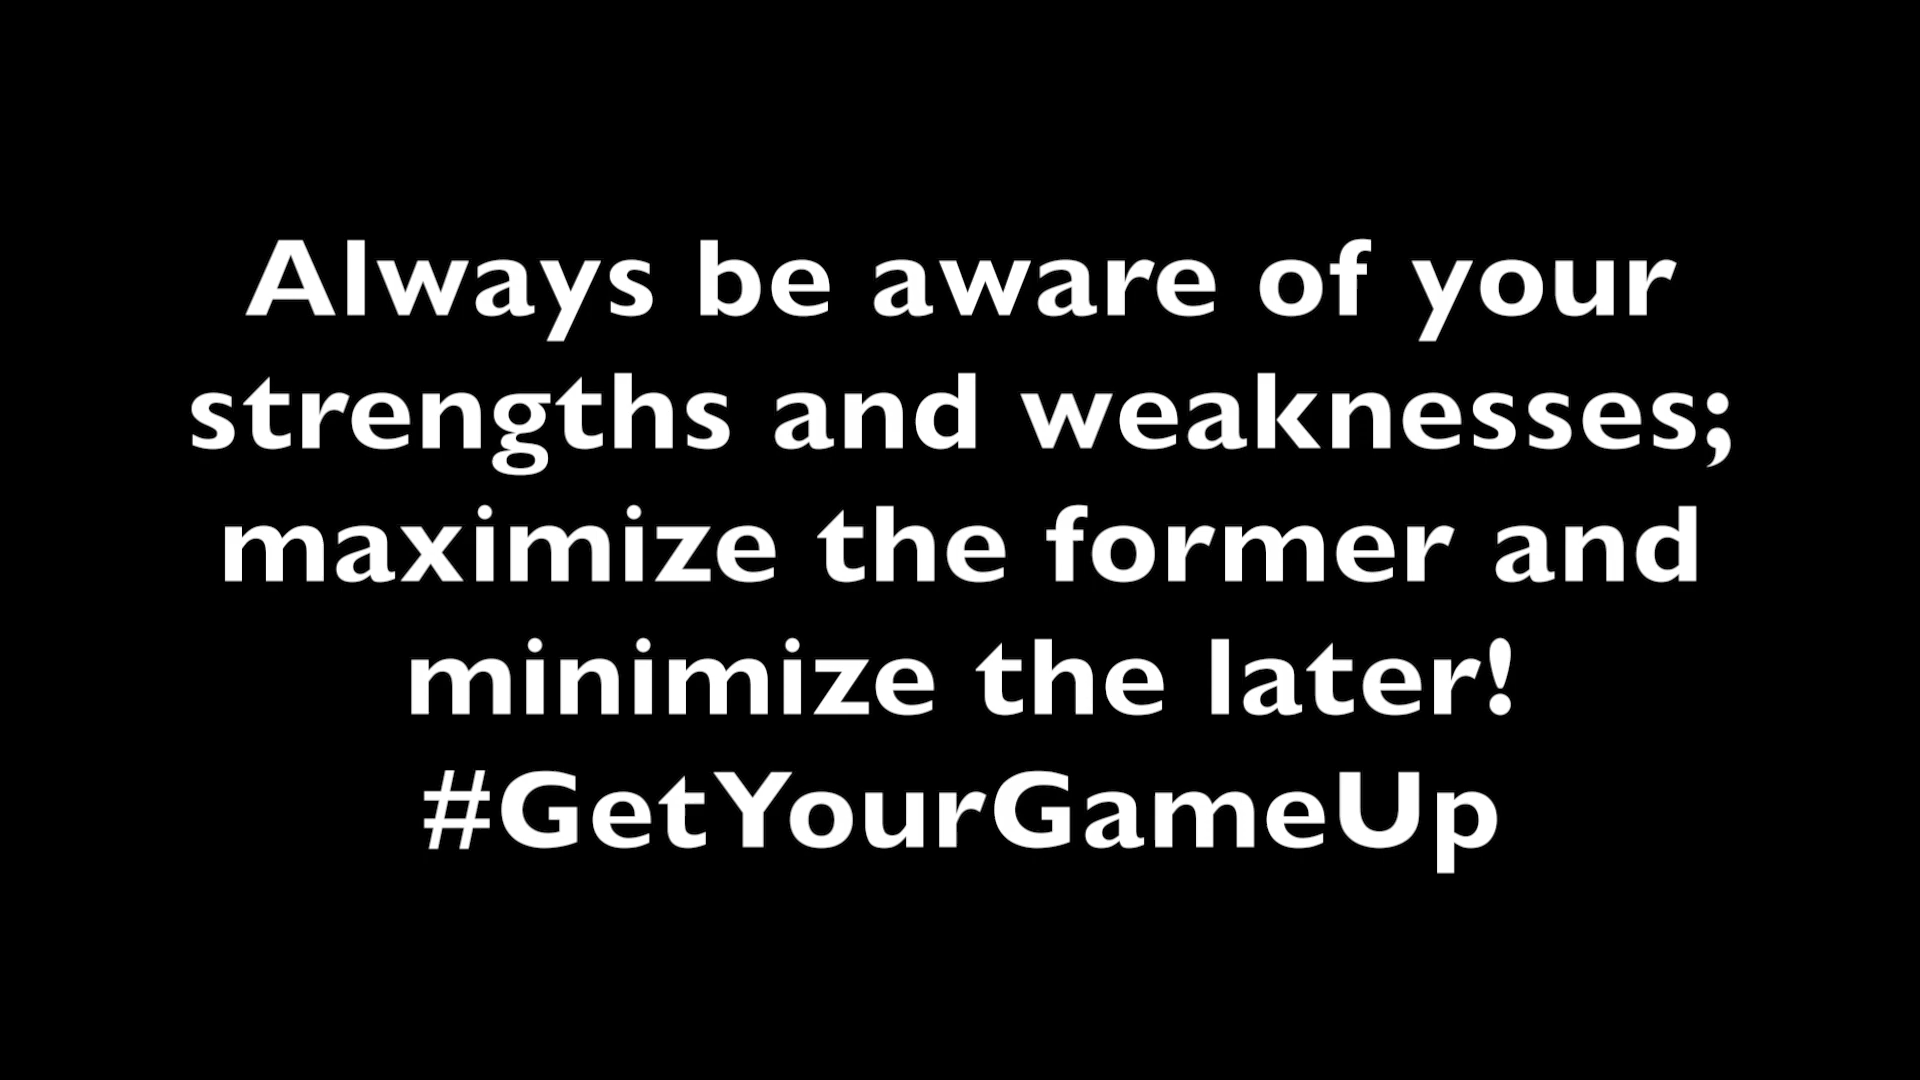 Always be aware of your
strengths and weaknesses;
maximize the former and
minimize the later!
#GetYourGameUp